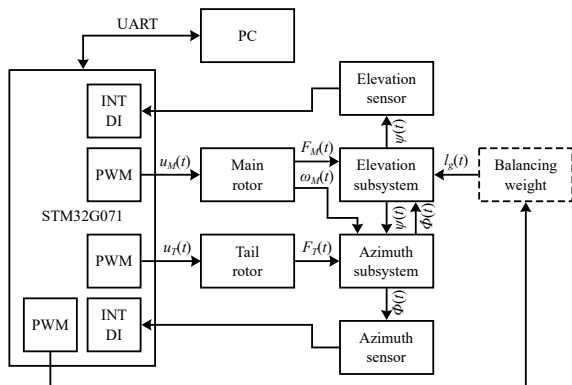 UART
PC
INT
DI
Elevation
sensor
ψ(t)
PWM
u_M(t)
Main
rotor
F_M(t)
ω_M(t)
Elevation
subsystem
l_g(t)
Balancing
weight
STM32G071
ψ(t)
Φ(t)
PWM
u_T(t)
Tail
rotor
F_T(t)
Azimuth
subsystem
Φ(t)
PWM
INT
DI
Azimuth
sensor